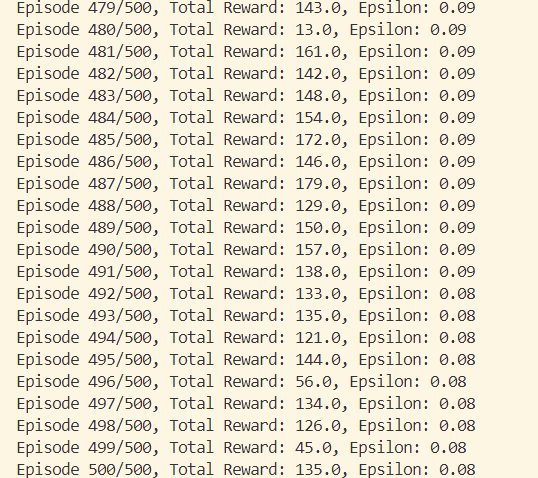 Episode 479/500, Total Reward: 143.0, Epsilon: 0.09
Episode 480/500, Total Reward: 13.0, Epsilon: 0.09
Episode 481/500, Total Reward: 161.0, Epsilon: 0.09
Episode 482/500, Total Reward: 142.0, Epsilon: 0.09
Episode 483/500, Total Reward: 148.0, Epsilon: 0.09
Episode 484/500, Total Reward: 154.0, Epsilon: 0.09
Episode 485/500, Total Reward: 172.0, Epsilon: 0.09
Episode 486/500, Total Reward: 146.0, Epsilon: 0.09
Episode 487/500, Total Reward: 179.0, Epsilon: 0.09
Episode 488/500, Total Reward: 129.0, Epsilon: 0.09
Episode 489/500, Total Reward: 150.0, Epsilon: 0.09
Episode 490/500, Total Reward: 157.0, Epsilon: 0.09
Episode 491/500, Total Reward: 138.0, Epsilon: 0.09
Episode 492/500, Total Reward: 133.0, Epsilon: 0.08
Episode 493/500, Total Reward: 135.0, Epsilon: 0.08
Episode 494/500, Total Reward: 121.0, Epsilon: 0.08
Episode 495/500, Total Reward: 144.0, Epsilon: 0.08
Episode 496/500, Total Reward: 56.0, Epsilon: 0.08
Episode 497/500, Total Reward: 134.0, Epsilon: 0.08
Episode 498/500, Total Reward: 126.0, Epsilon: 0.08
Episode 499/500, Total Reward: 45.0, Epsilon: 0.08
Episode 500/500, Total Reward: 135.0, Epsilon: 0.08